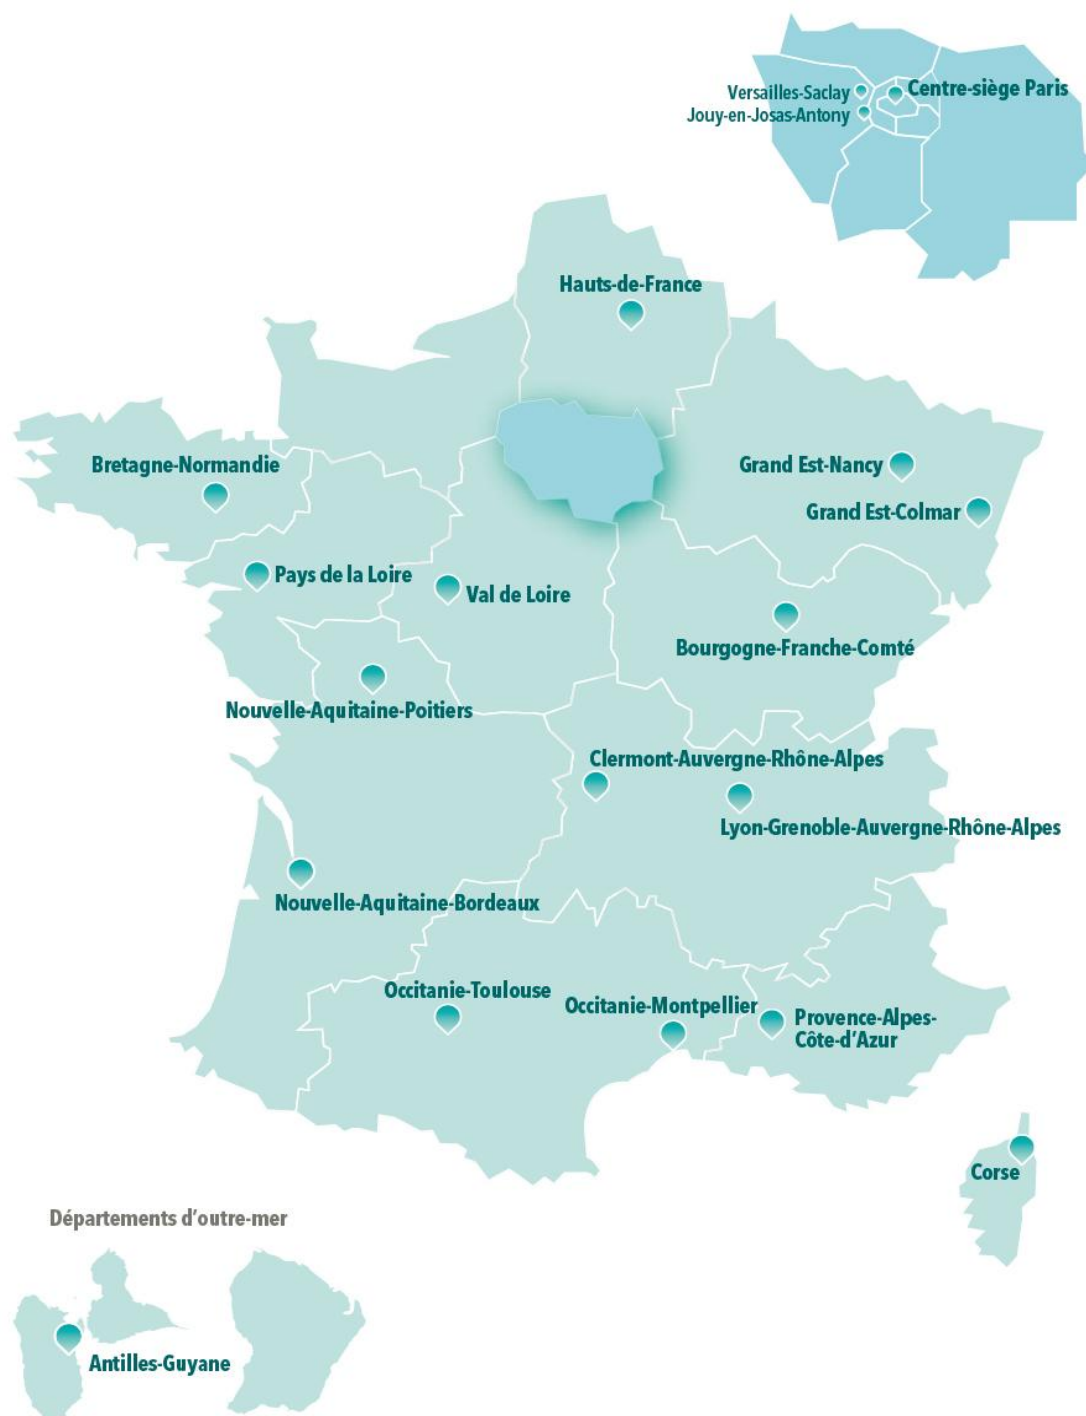 Versailles-Saclay
Centre-siège Paris
Jouy-en-Josas-Antony
Hauts-de-France
Bretagne-Normandie
Grand Est-Nancy
Grand Est-Colmar
Pays de la Loire
Val de Loire
Bourgogne-Franche-Comté
Nouvelle-Aquitaine-Poitiers
Clermont-Auvergne-Rhône-Alpes
Lyon-Grenoble-Auvergne-Rhône-Alpes
Nouvelle-Aquitaine-Bordeaux
Occitanie-Toulouse
Occitanie-Montpellier
Provence-Alpes-
Côte-d'Azur
Corse
Départements d'outre-mer
Antilles-Guyane